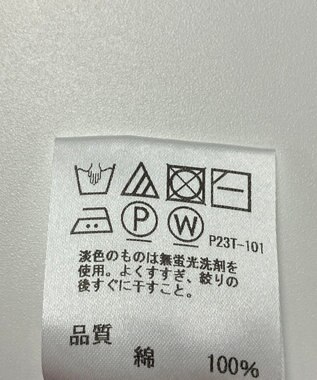 P
W
P23T-101
淡色のものは無蛍光洗剤を
使用。よくすすぎ、絞りの
後すぐに干すこと。
品質
綿 100%